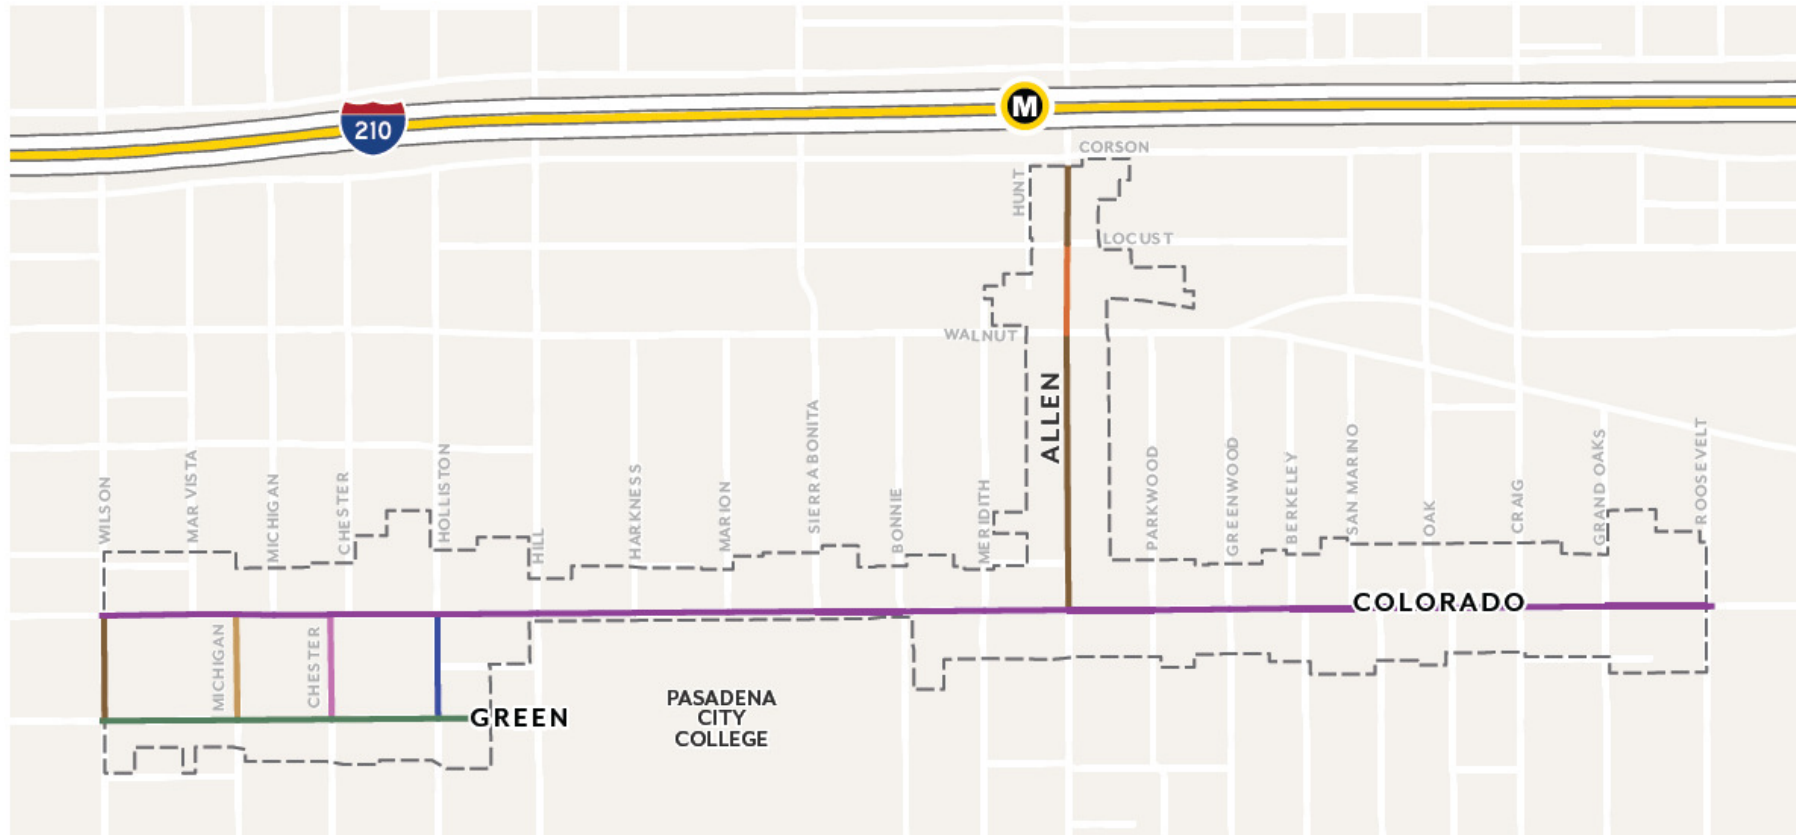 M
210
CORSON
HUNT
LOCUST
WALNUT
ALLEN
WILSON
MAR VISTA
MICHIGAN
CHESTER
HOLLISTON
HILL
HARKNESS
MARION
SIERRA BONITA
BONNIE
MERIDITH
PARKWOOD
GREENWOOD
BERKELEY
SAN MARINO
OAK
CRAIG
GRAND OAKS
ROOSEVELT
COLORADO
MICHIGAN
CHESTER
GREEN
PASADENA
CITY
COLLEGE